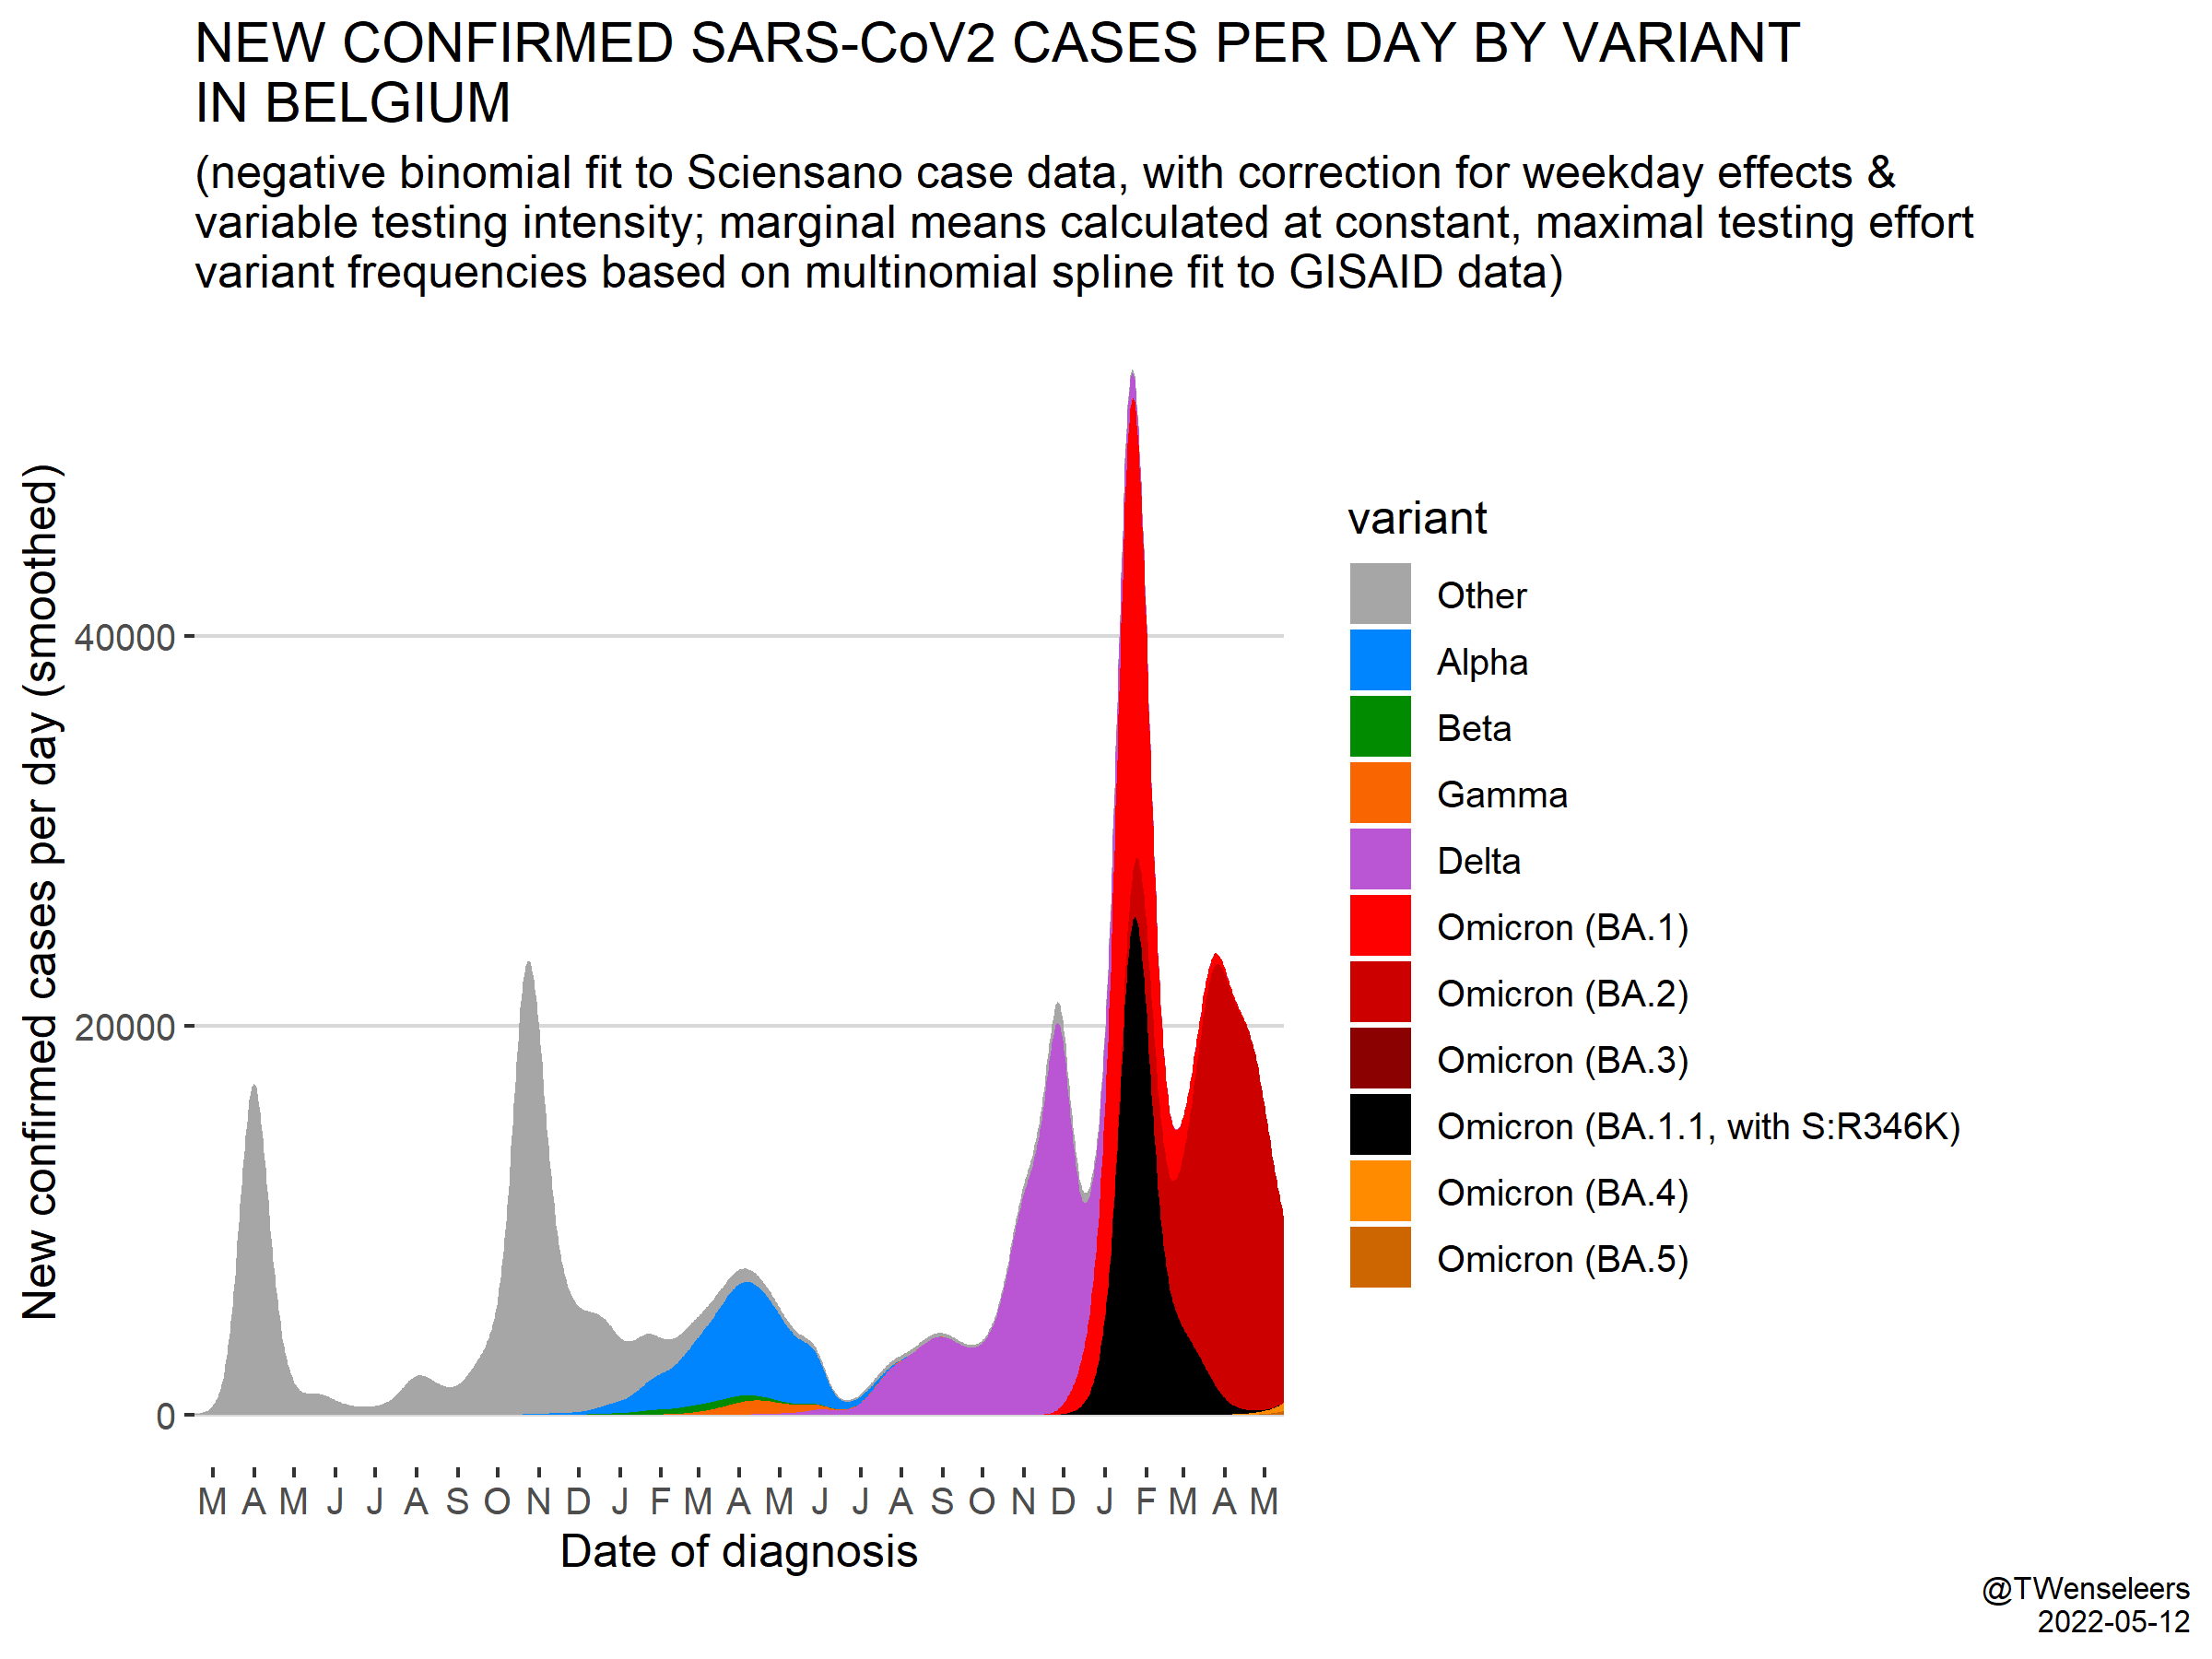 NEW CONFIRMED SARS-CoV2 CASES PER DAY BY VARIANT
IN BELGIUM
(negative binomial fit to Sciensano case data, with correction for weekday effects &
variable testing intensity; marginal means calculated at constant, maximal testing effort
variant frequencies based on multinomial spline fit to GISAID data)
New confirmed cases per day (smoothed)
40000
20000
0
M A M J J A S O N D J F M A M J J A S O N D J F M A M
Date of diagnosis
variant
Other
Alpha
Beta
Gamma
Delta
Omicron (BA.1)
Omicron (BA.2)
Omicron (BA.3)
Omicron (BA.1.1, with S:R346K)
Omicron (BA.4)
Omicron (BA.5)
@TWenseleers
2022-05-12